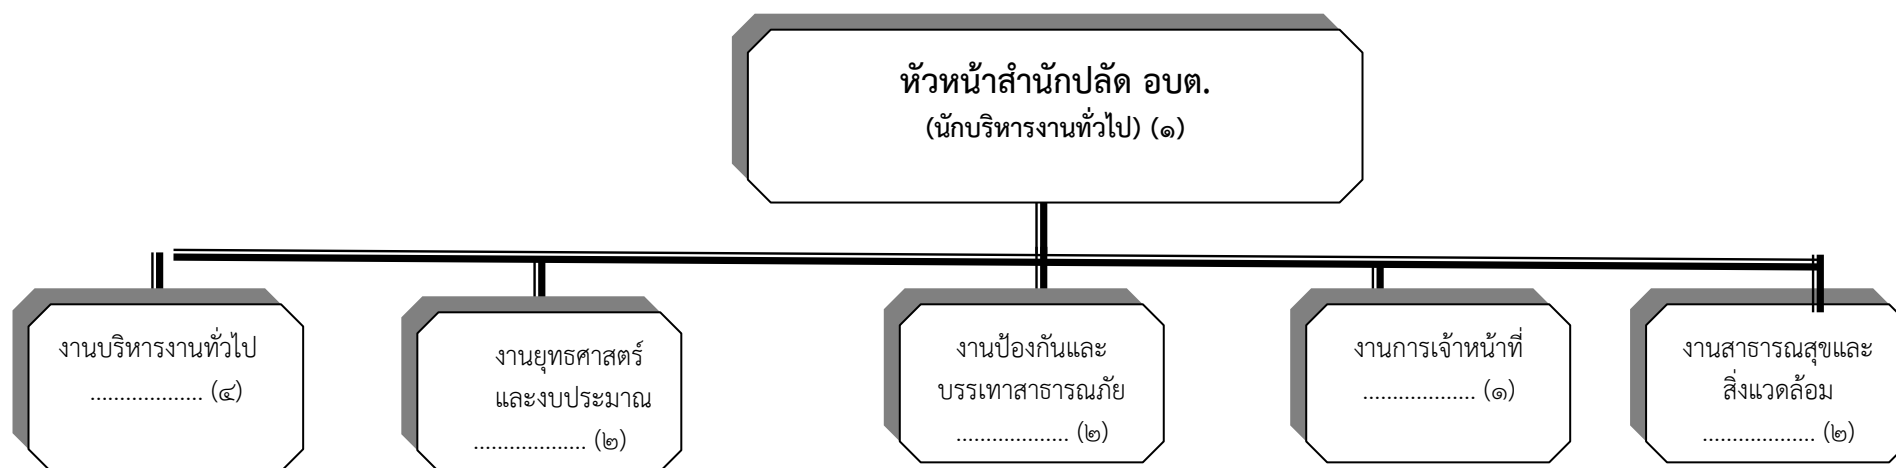 หัวหน้าสำนักปลัด อบต.
(นักบริหารงานทั่วไป) (๑)
งานบริหารงานทั่วไป
................... (๔)
งานยุทธศาสตร์
และงบประมาณ
................... (๒)
งานป้องกันและ
บรรเทาสาธารณภัย
................... (๒)
งานการเจ้าหน้าที่
................... (๑)
งานสาธารณสุขและ
สิ่งแวดล้อม
................... (๒)